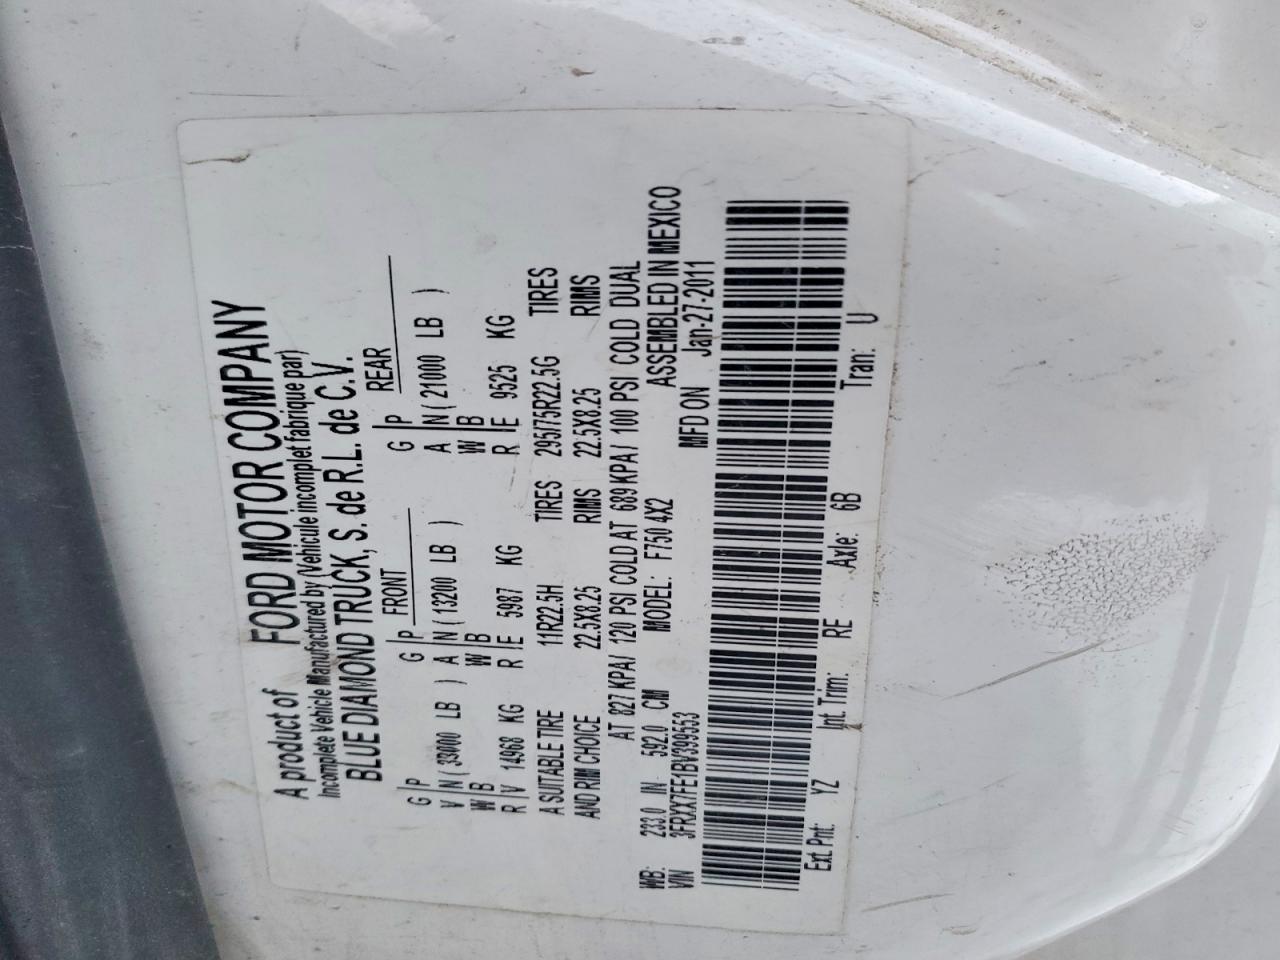 A product of FORD MOTOR COMPANY
Incomplete Vehicle Manufactured by (Vehicule incomplet fabrique par)
BLUE DIAMOND TRUCK, S. de R.L. de C.V.
FRONT REAR
G P G P G P
V N ( 33000 LB ) A N ( 13200 LB ) A N ( 21000 LB )
W B W B W B
R V 14968 KG R E 5987 KG R E 9525 KG
A SUITABLE TIRE 11R22.5H TIRES 295/75R22.5G TIRES
AND RIM CHOICE 22.5X8.25 RIMS 22.5X8.25 RIMS
AT 827 KPA/ 120 PSI COLD AT 689 KPA/ 100 PSI COLD DUAL
WB: 233.0 IN 592.0 CM MODEL: F750 4X2 ASSEMBLED IN MEXICO
VIN 3FRXX7FE1BV399553 MFD ON Jan-27-2011
Ext. Pnt: YZ Int. Trim: RE Axle: 6B Tran: U